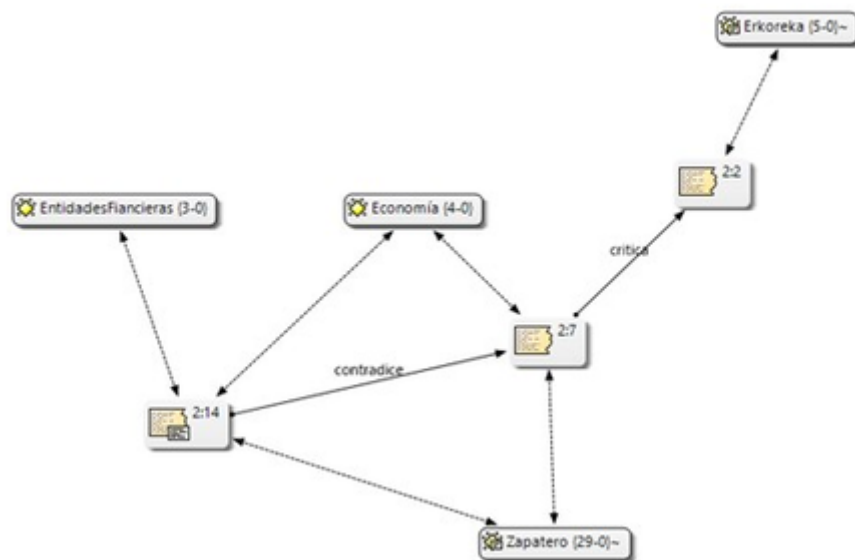 Erkoreka {5-0}~
2:2
EntidadesFiancieras {3-0}
Economía {4-0}
critica
2:7
contradice
2:14
Zapatero {29-0}~